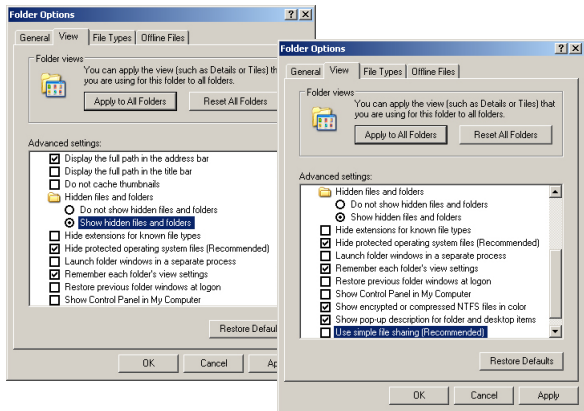 Folder Options
General View File Types Offline Files
Folder views
You can apply the view (such as Details or Tiles) th
you are using for this folder to all folders.
Apply to All Folders Reset All Folders
Advanced settings:
Display the full path in the address bar
Display the full path in the title bar
Do not cache thumbnails
Hidden files and folders
Do not show hidden files and folders
Show hidden files and folders
Hide extensions for known file types
Hide protected operating system files (Recommended)
Launch folder windows in a separate process
Remember each folder's view settings
Restore previous folder windows at logon
Show Control Panel in My Computer
Restore Defaul
OK Cancel Ap
Folder Options
General View File Types Offline Files
Folder views
You can apply the view (such as Details or Tiles) that
you are using for this folder to all folders.
Apply to All Folders Reset All Folders
Advanced settings:
Hidden files and folders
Do not show hidden files and folders
Show hidden files and folders
Hide extensions for known file types
Hide protected operating system files (Recommended)
Launch folder windows in a separate process
Remember each folder's view settings
Restore previous folder windows at logon
Show Control Panel in My Computer
Show encrypted or compressed NTFS files in color
Show pop-up description for folder and desktop items
Use simple file sharing (Recommended)
Restore Defaults
OK Cancel Apply